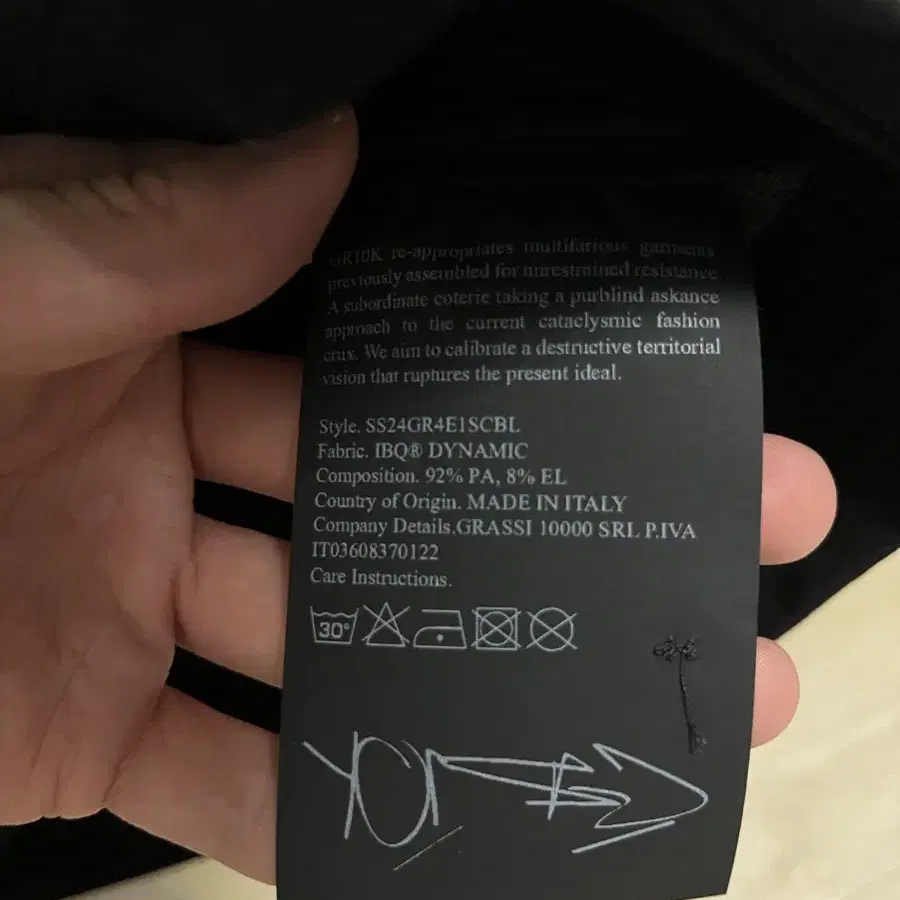 GR10K re-appropriates multifarious garments
previously assembled for unrestrained resistance.
A subordinate coterie taking a purblind askance
approach to the current cataclysmic fashion
crux. We aim to calibrate a destructive territorial
vision that ruptures the present ideal.
Style. SS24GR4E1SCBL
Fabric. IBQ® DYNAMIC
Composition. 92% PA, 8% EL
Country of Origin. MADE IN ITALY
Company Details.GRASSI 10000 SRL P.IVA
IT03608370122
Care Instructions.
30°